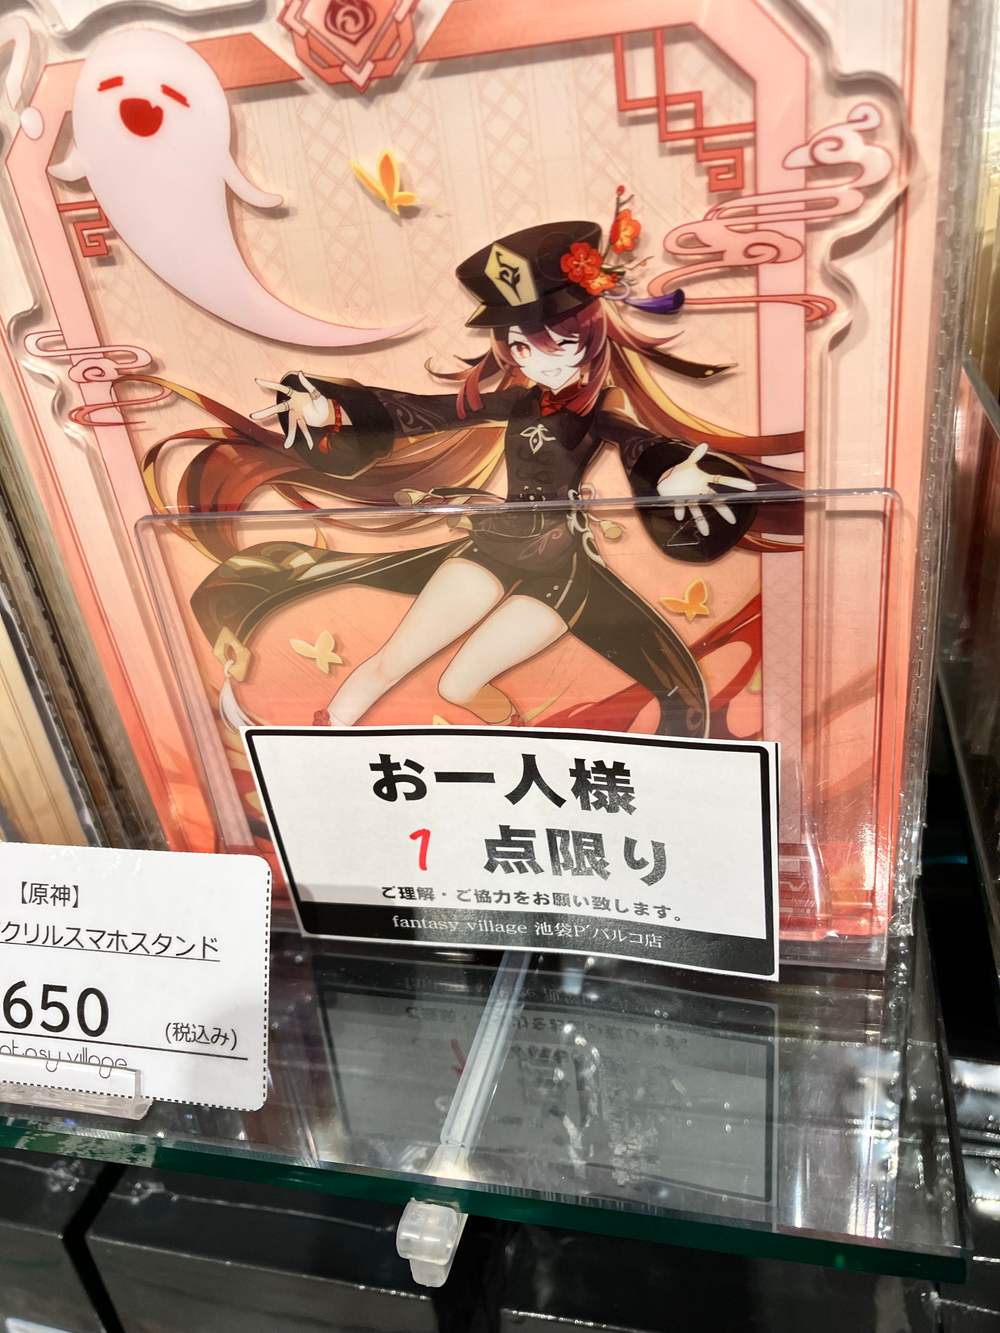 お一人様
1 点限り
ご理解・ご協力をお願い致します。
fantasy village 池袋P'パルコ店
【原神】
クリルスマホスタンド
650 (税込み)
village